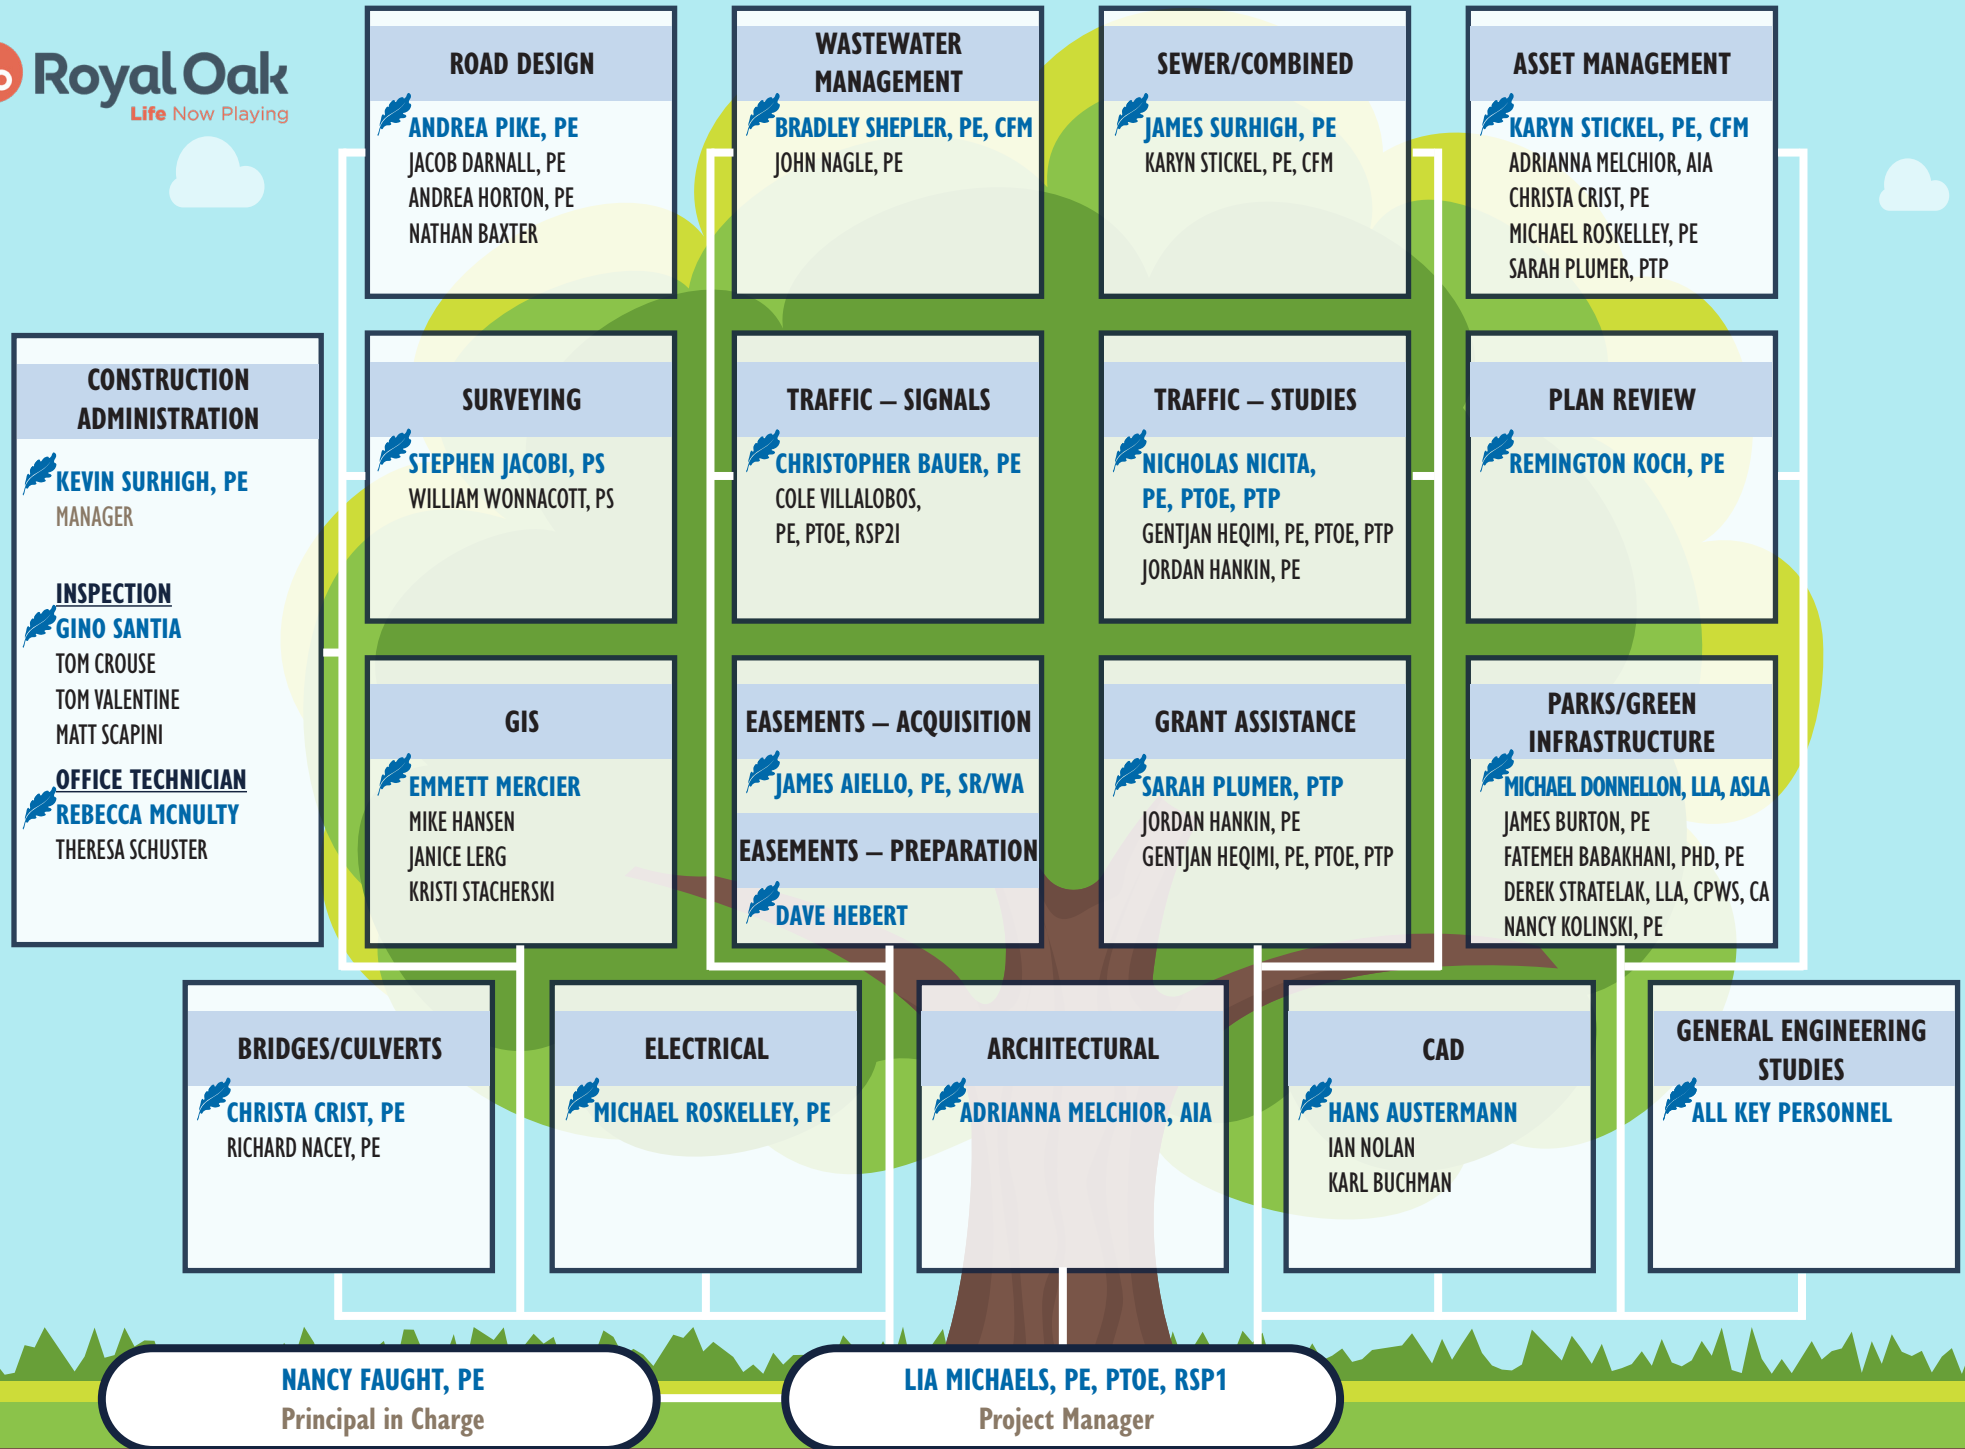 Royal Oak
Life Now Playing
ROAD DESIGN
ANDREA PIKE, PE
JACOB DARNALL, PE
ANDREA HORTON, PE
NATHAN BAXTER
WASTEWATER
MANAGEMENT
BRADLEY SHEPLER, PE, CFM
JOHN NAGLE, PE
SEWER/COMBINED
JAMES SURHIGH, PE
KARYN STICKEL, PE, CFM
ASSET MANAGEMENT
KARYN STICKEL, PE, CFM
ADRIANNA MELCHIOR, AIA
CHRISTA CRIST, PE
MICHAEL ROSKELLEY, PE
SARAH PLUMER, PTP
CONSTRUCTION
ADMINISTRATION
KEVIN SURHIGH, PE
MANAGER
INSPECTION
GINO SANTIA
TOM CROUSE
TOM VALENTINE
MATT SCAPINI
OFFICE TECHNICIAN
REBECCA MCNULTY
THERESA SCHUSTER
SURVEYING
STEPHEN JACOBI, PS
WILLIAM WONNACOTT, PS
TRAFFIC – SIGNALS
CHRISTOPHER BAUER, PE
COLE VILLALOBOS,
PE, PTOE, RSP2I
TRAFFIC – STUDIES
NICHOLAS NICITA,
PE, PTOE, PTP
GENTJAN HEQIMI, PE, PTOE, PTP
JORDAN HANKIN, PE
PLAN REVIEW
REMINGTON KOCH, PE
GIS
EMMETT MERCIER
MIKE HANSEN
JANICE LERG
KRISTI STACHERSKI
EASEMENTS – ACQUISITION
JAMES AIELLO, PE, SR/WA
EASEMENTS – PREPARATION
DAVE HEBERT
GRANT ASSISTANCE
SARAH PLUMER, PTP
JORDAN HANKIN, PE
GENTJAN HEQIMI, PE, PTOE, PTP
PARKS/GREEN
INFRASTRUCTURE
MICHAEL DONNELLON, LLA, ASLA
JAMES BURTON, PE
FATEMEH BABAKHANI, PHD, PE
DEREK STRATELAK, LLA, CPWS, CA
NANCY KOLINSKI, PE
BRIDGES/CULVERTS
CHRISTA CRIST, PE
RICHARD NACEY, PE
ELECTRICAL
MICHAEL ROSKELLEY, PE
ARCHITECTURAL
ADRIANNA MELCHIOR, AIA
CAD
HANS AUSTERMANN
IAN NOLAN
KARL BUCHMAN
GENERAL ENGINEERING
STUDIES
ALL KEY PERSONNEL
NANCY FAUGHT, PE
Principal in Charge
LIA MICHAELS, PE, PTOE, RSP1
Project Manager